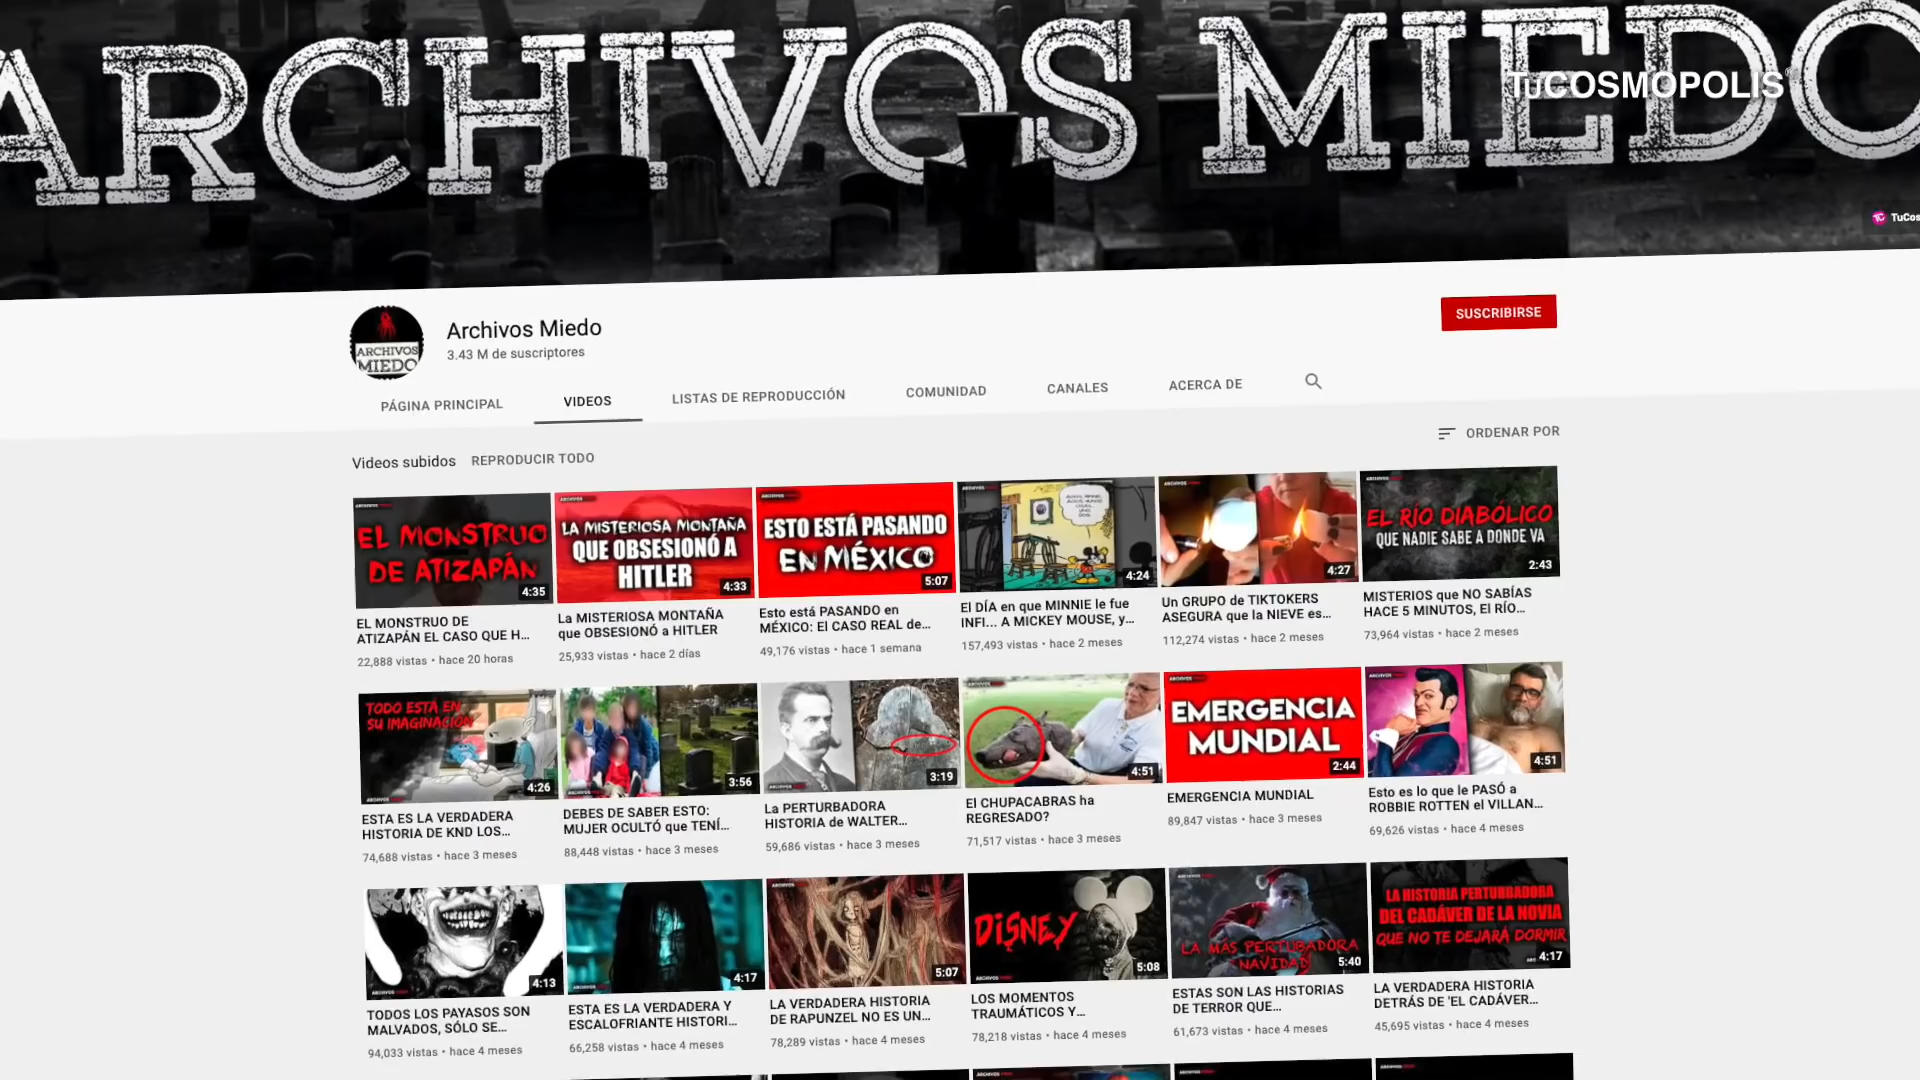 ARCHIVOS MIEDO
TuCOSMOPOLIS
TuCos
ARCHIVOS
MIEDO
Archivos Miedo
3.43 M de suscriptores
SUSCRIBIRSE
PÁGINA PRINCIPAL
VIDEOS
LISTAS DE REPRODUCCIÓN
COMUNIDAD
CANALES
ACERCA DE
Videos subidos
REPRODUCIR TODO
ORDENAR POR
EL MONSTRUO
DE ATIZAPÁN
4:35
LA MISTERIOSA MONTAÑA
QUE OBSESIONÓ A
HITLER
4:33
ESTO ESTÁ PASANDO
EN MÉXICO
5:07
4:24
4:27
EL RÍO DIABÓLICO
QUE NADIE SABE A DONDE VA
2:43
EL MONSTRUO DE
ATIZAPÁN EL CASO QUE H...
22,888 vistas • hace 20 horas
La MISTERIOSA MONTAÑA
que OBSESIONÓ a HITLER
25,933 vistas • hace 2 días
Esto está PASANDO en
MÉXICO: El CASO REAL de...
49,176 vistas • hace 1 semana
El DÍA en que MINNIE le fue
INFI... A MICKEY MOUSE, y...
157,493 vistas • hace 2 meses
Un GRUPO de TIKTOKERS
ASEGURA que la NIEVE es...
112,274 vistas • hace 2 meses
MISTERIOS que NO SABÍAS
HACE 5 MINUTOS, El RÍO...
73,964 vistas • hace 2 meses
TODO ESTÁ EN
SU IMAGINACIÓN
4:26
3:56
3:19
4:51
EMERGENCIA
MUNDIAL
2:44
4:51
ESTA ES LA VERDADERA
HISTORIA DE KND LOS...
74,688 vistas • hace 3 meses
DEBES DE SABER ESTO:
MUJER OCULTÓ que TENÍ...
88,448 vistas • hace 3 meses
La PERTURBADORA
HISTORIA de WALTER...
59,686 vistas • hace 3 meses
El CHUPACABRAS ha
REGRESADO?
71,517 vistas • hace 3 meses
EMERGENCIA MUNDIAL
89,847 vistas • hace 3 meses
Esto es lo que le PASÓ a
ROBBIE ROTTEN el VILLAN...
69,626 vistas • hace 4 meses
4:13
4:17
5:07
DISNEY
5:08
LA MÁS PERTUBADORA
NAVIDAD
5:40
LA HISTORIA PERTURBADORA
DEL CADÁVER DE LA NOVIA
QUE NO TE DEJARÁ DORMIR
4:17
TODOS LOS PAYASOS SON
MALVADOS, SÓLO SE...
94,033 vistas • hace 4 meses
ESTA ES LA VERDADERA Y
ESCALOFRIANTE HISTORI...
66,258 vistas • hace 4 meses
LA VERDADERA HISTORIA
DE RAPUNZEL NO ES UN...
78,289 vistas • hace 4 meses
LOS MOMENTOS
TRAUMÁTICOS Y...
78,218 vistas • hace 4 meses
ESTAS SON LAS HISTORIAS
DE TERROR QUE...
61,673 vistas • hace 4 meses
LA VERDADERA HISTORIA
DETRÁS DE 'EL CADÁVER...
45,695 vistas • hace 4 meses